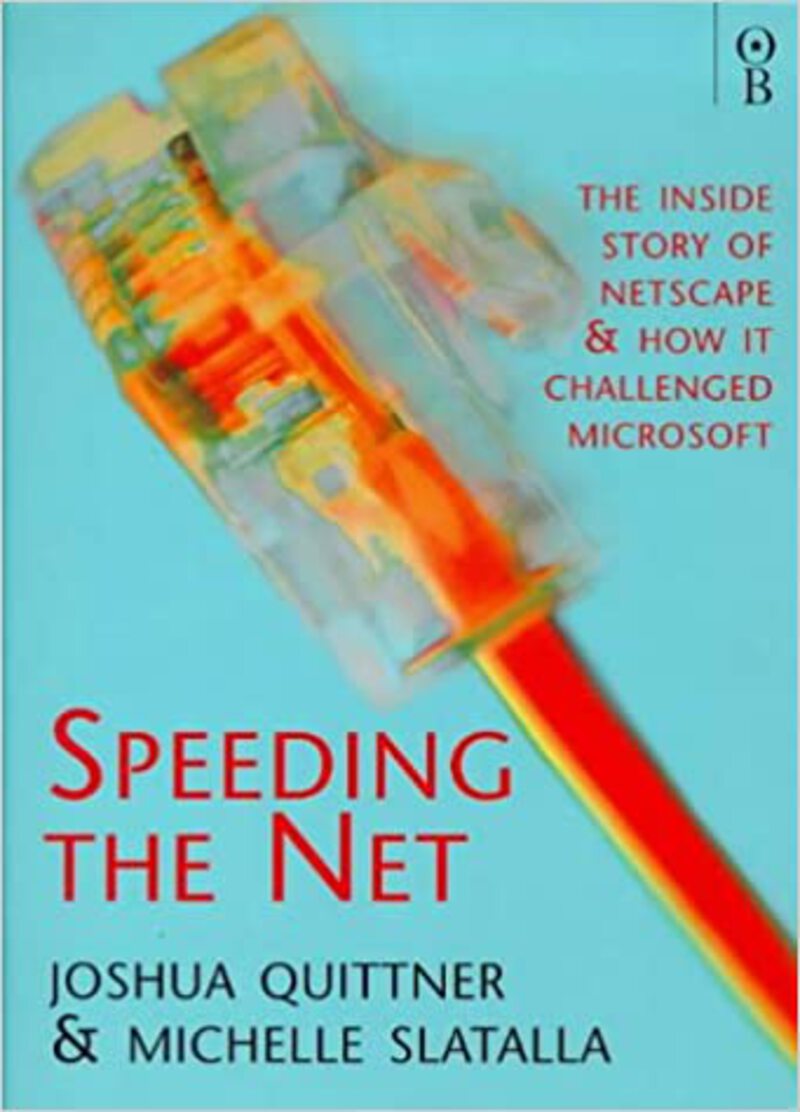 O
B
THE INSIDE
STORY OF
NETSCAPE
& HOW IT
CHALLENGED
MICROSOFT
SPEEDING
THE NET
JOSHUA QUITTNER
& MICHELLE SLATALLA